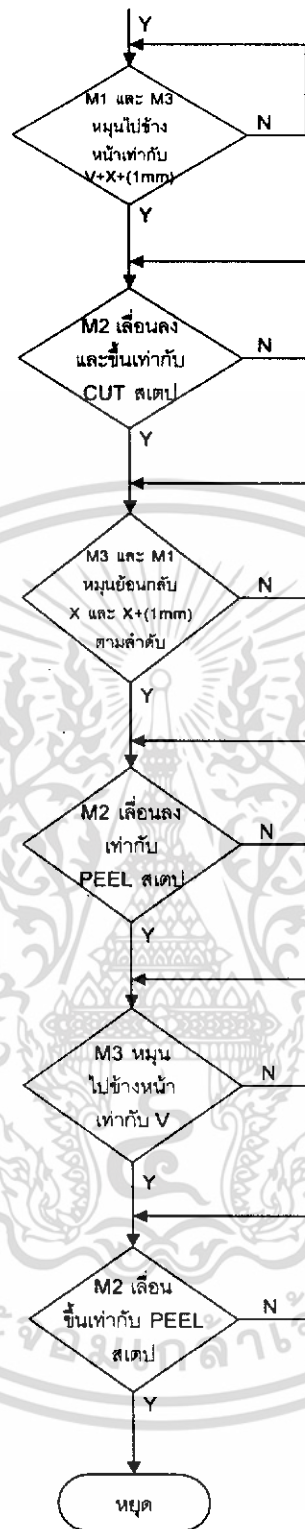 Y
M1 และ M3
หมุนไปข้าง
หน้าเท่ากับ
V+X+(1mm)
N
Y
M2 เลื่อนลง
และขึ้นเท่ากับ
CUT สเตป
N
Y
M3 และ M1
หมุนย้อนกลับ
X และ X+(1mm)
ตามลำดับ
N
Y
M2 เลื่อนลง
เท่ากับ
PEEL สเตป
N
Y
M3 หมุน
ไปข้างหน้า
เท่ากับ V
N
Y
M2 เลื่อน
ขึ้นเท่ากับ PEEL
สเตป
N
Y
หยุด